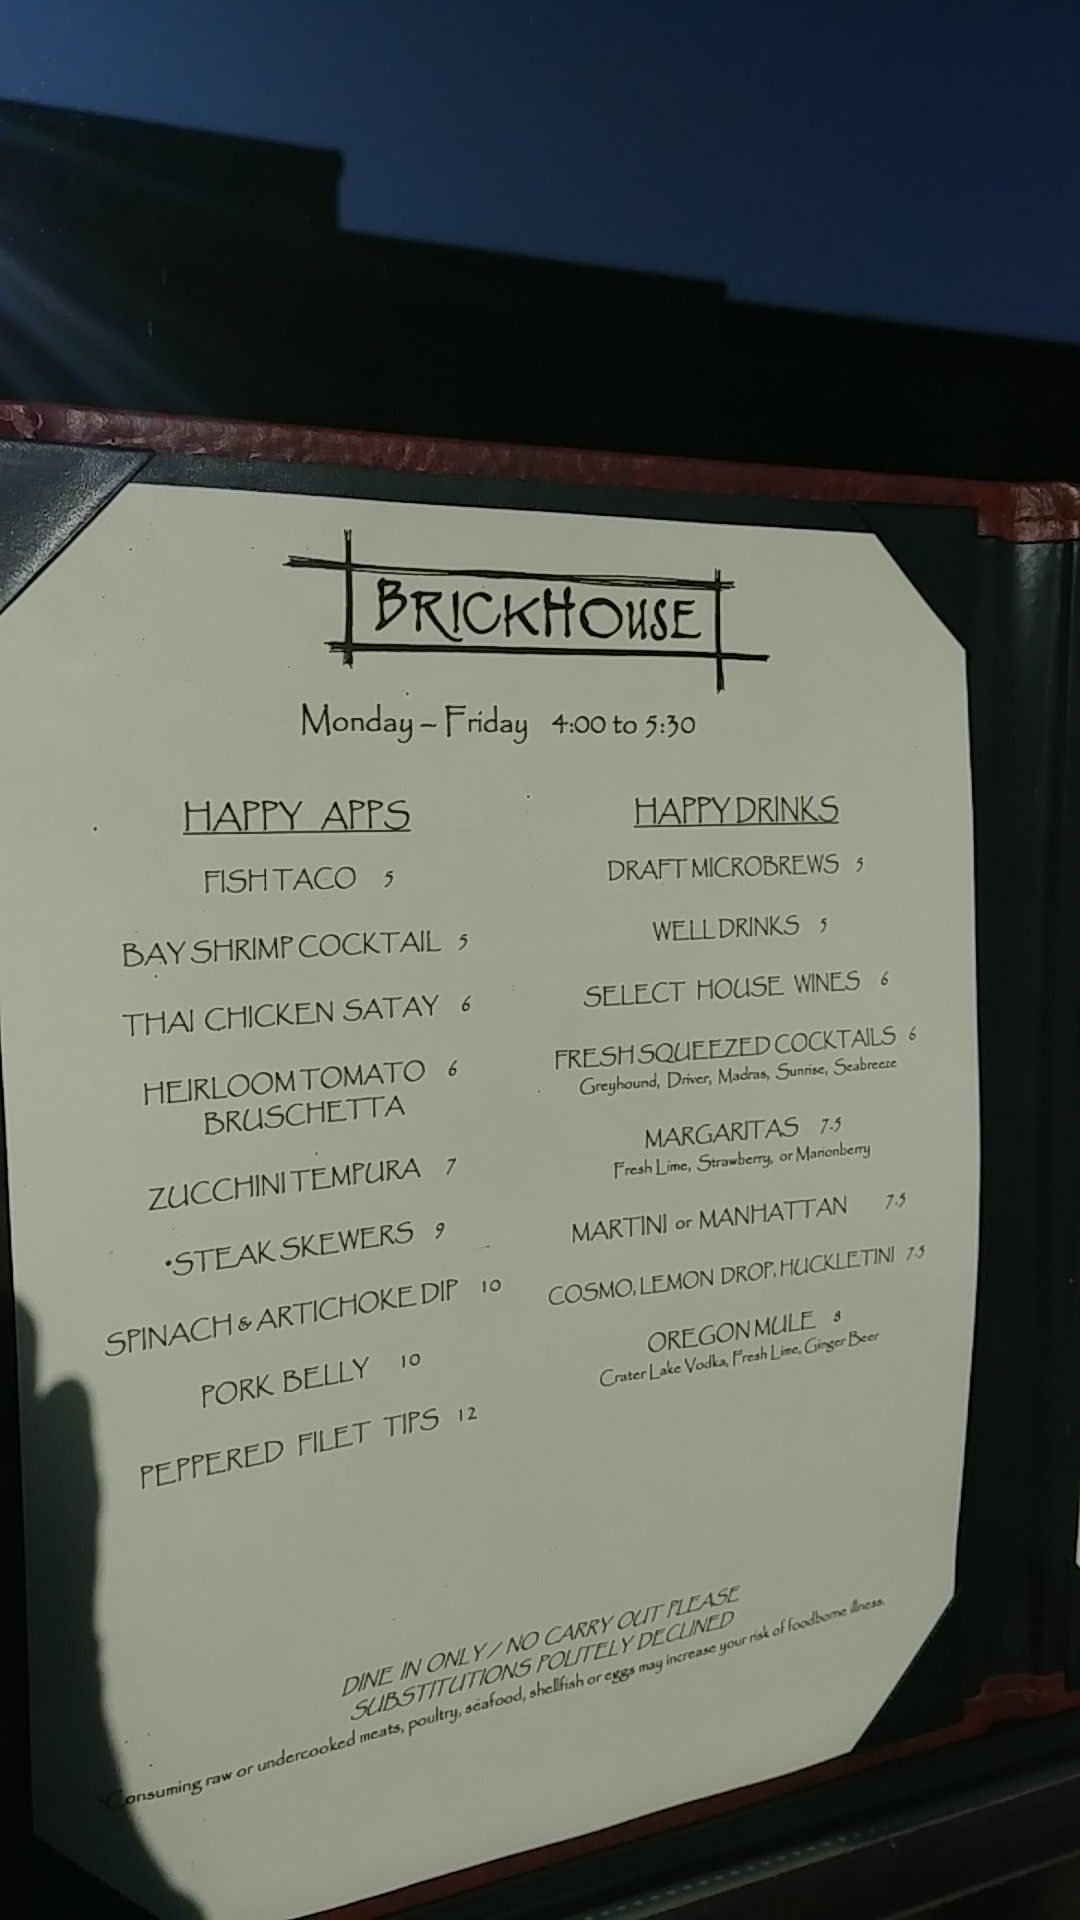 BRICKHOUSE
Monday – Friday 4:00 to 5:30
HAPPY APPS
FISH TACO 5
BAY SHRIMP COCKTAIL 5
THAI CHICKEN SATAY 6
HEIRLOOM TOMATO 6
BRUSCHETTA
ZUCCHINI TEMPURA 7
*STEAK SKEWERS 9
SPINACH & ARTICHOKE DIP 10
PORK BELLY 10
PEPPERED FILET TIPS 12
HAPPY DRINKS
DRAFT MICROBREWS 5
WELL DRINKS 5
SELECT HOUSE WINES 6
FRESH SQUEEZED COCKTAILS 6
Greyhound, Driver, Madras, Sunrise, Seabreeze
MARGARITAS 7.5
Fresh Lime, Strawberry, or Marionberry
MARTINI or MANHATTAN 7.5
COSMO, LEMON DROP, HUCKLETINI 7.5
OREGON MULE 8
Crater Lake Vodka, Fresh Lime, Ginger Beer
DINE IN ONLY / NO CARRY OUT PLEASE
SUBSTITUTIONS POLITELY DECLINED
*Consuming raw or undercooked meats, poultry, seafood, shellfish or eggs may increase your risk of foodborne illness.